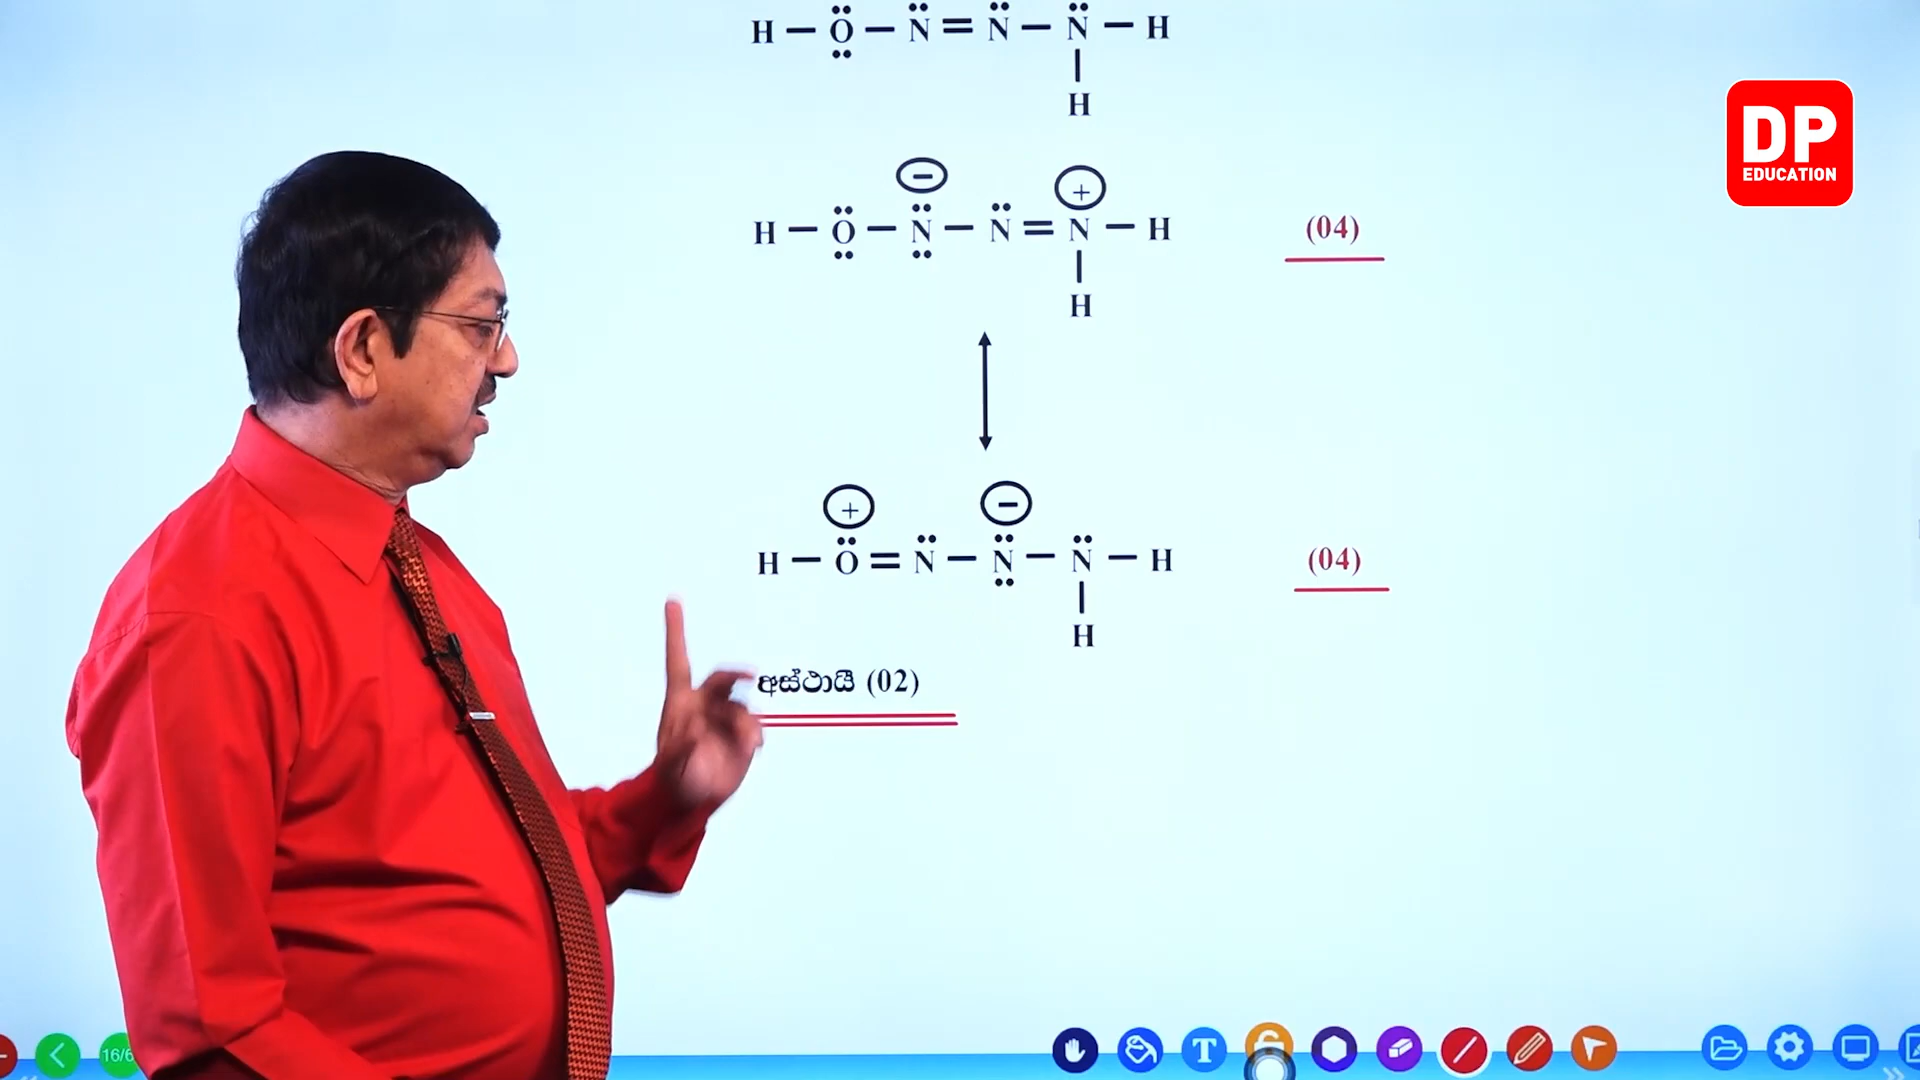 H — Ö — N̈ = N̈ — N̈ — H
|
H
DP
EDUCATION
− +
H — Ö — N̈ — N̈ = N — H (04)
|
H
+ −
H — Ö = N̈ — N̈ — N̈ — H (04)
|
H
අස්ථායී (02)
16/6
T